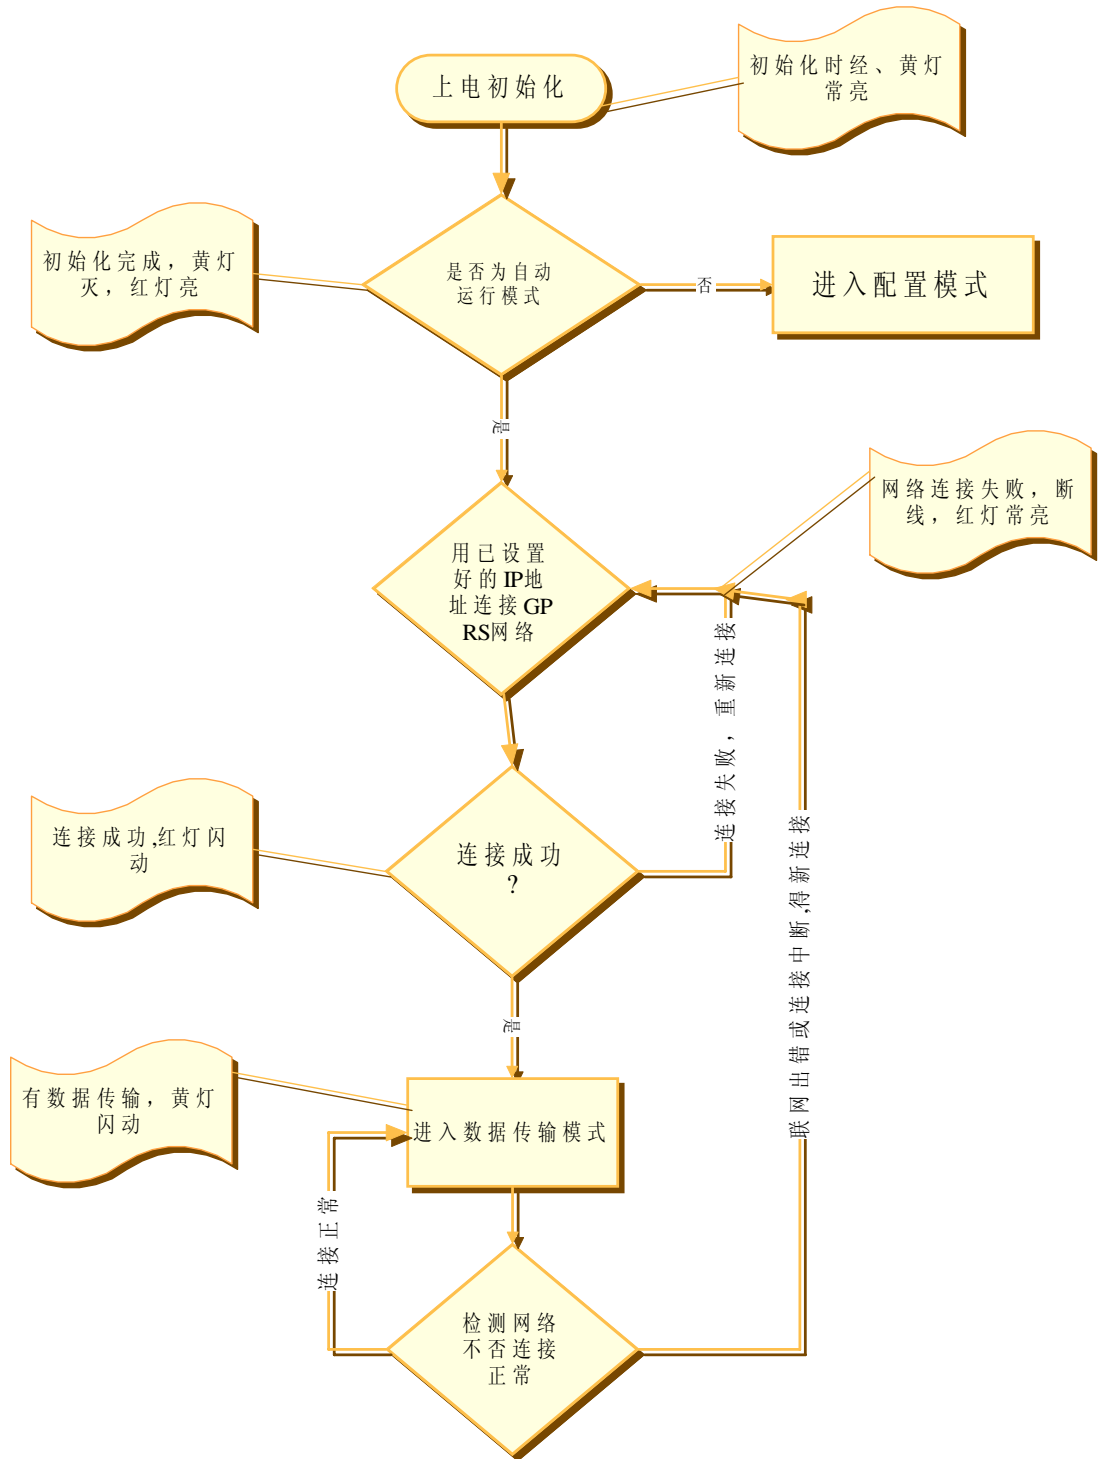 上电初始化
初始化时经、黄灯
常亮
初始化完成，黄灯
灭，红灯亮
是否为自动
运行模式
否
进入配置模式
是
网络连接失败，断
线，红灯常亮
用已设置
好的IP地
址连接GP
RS网络
连接失败，重新连接
连接成功,红灯闪
动
连接成功
?
联网出错或连接中断,得新连接
是
有数据传输，黄灯
闪动
进入数据传输模式
连接正常
检测网络
不否连接
正常